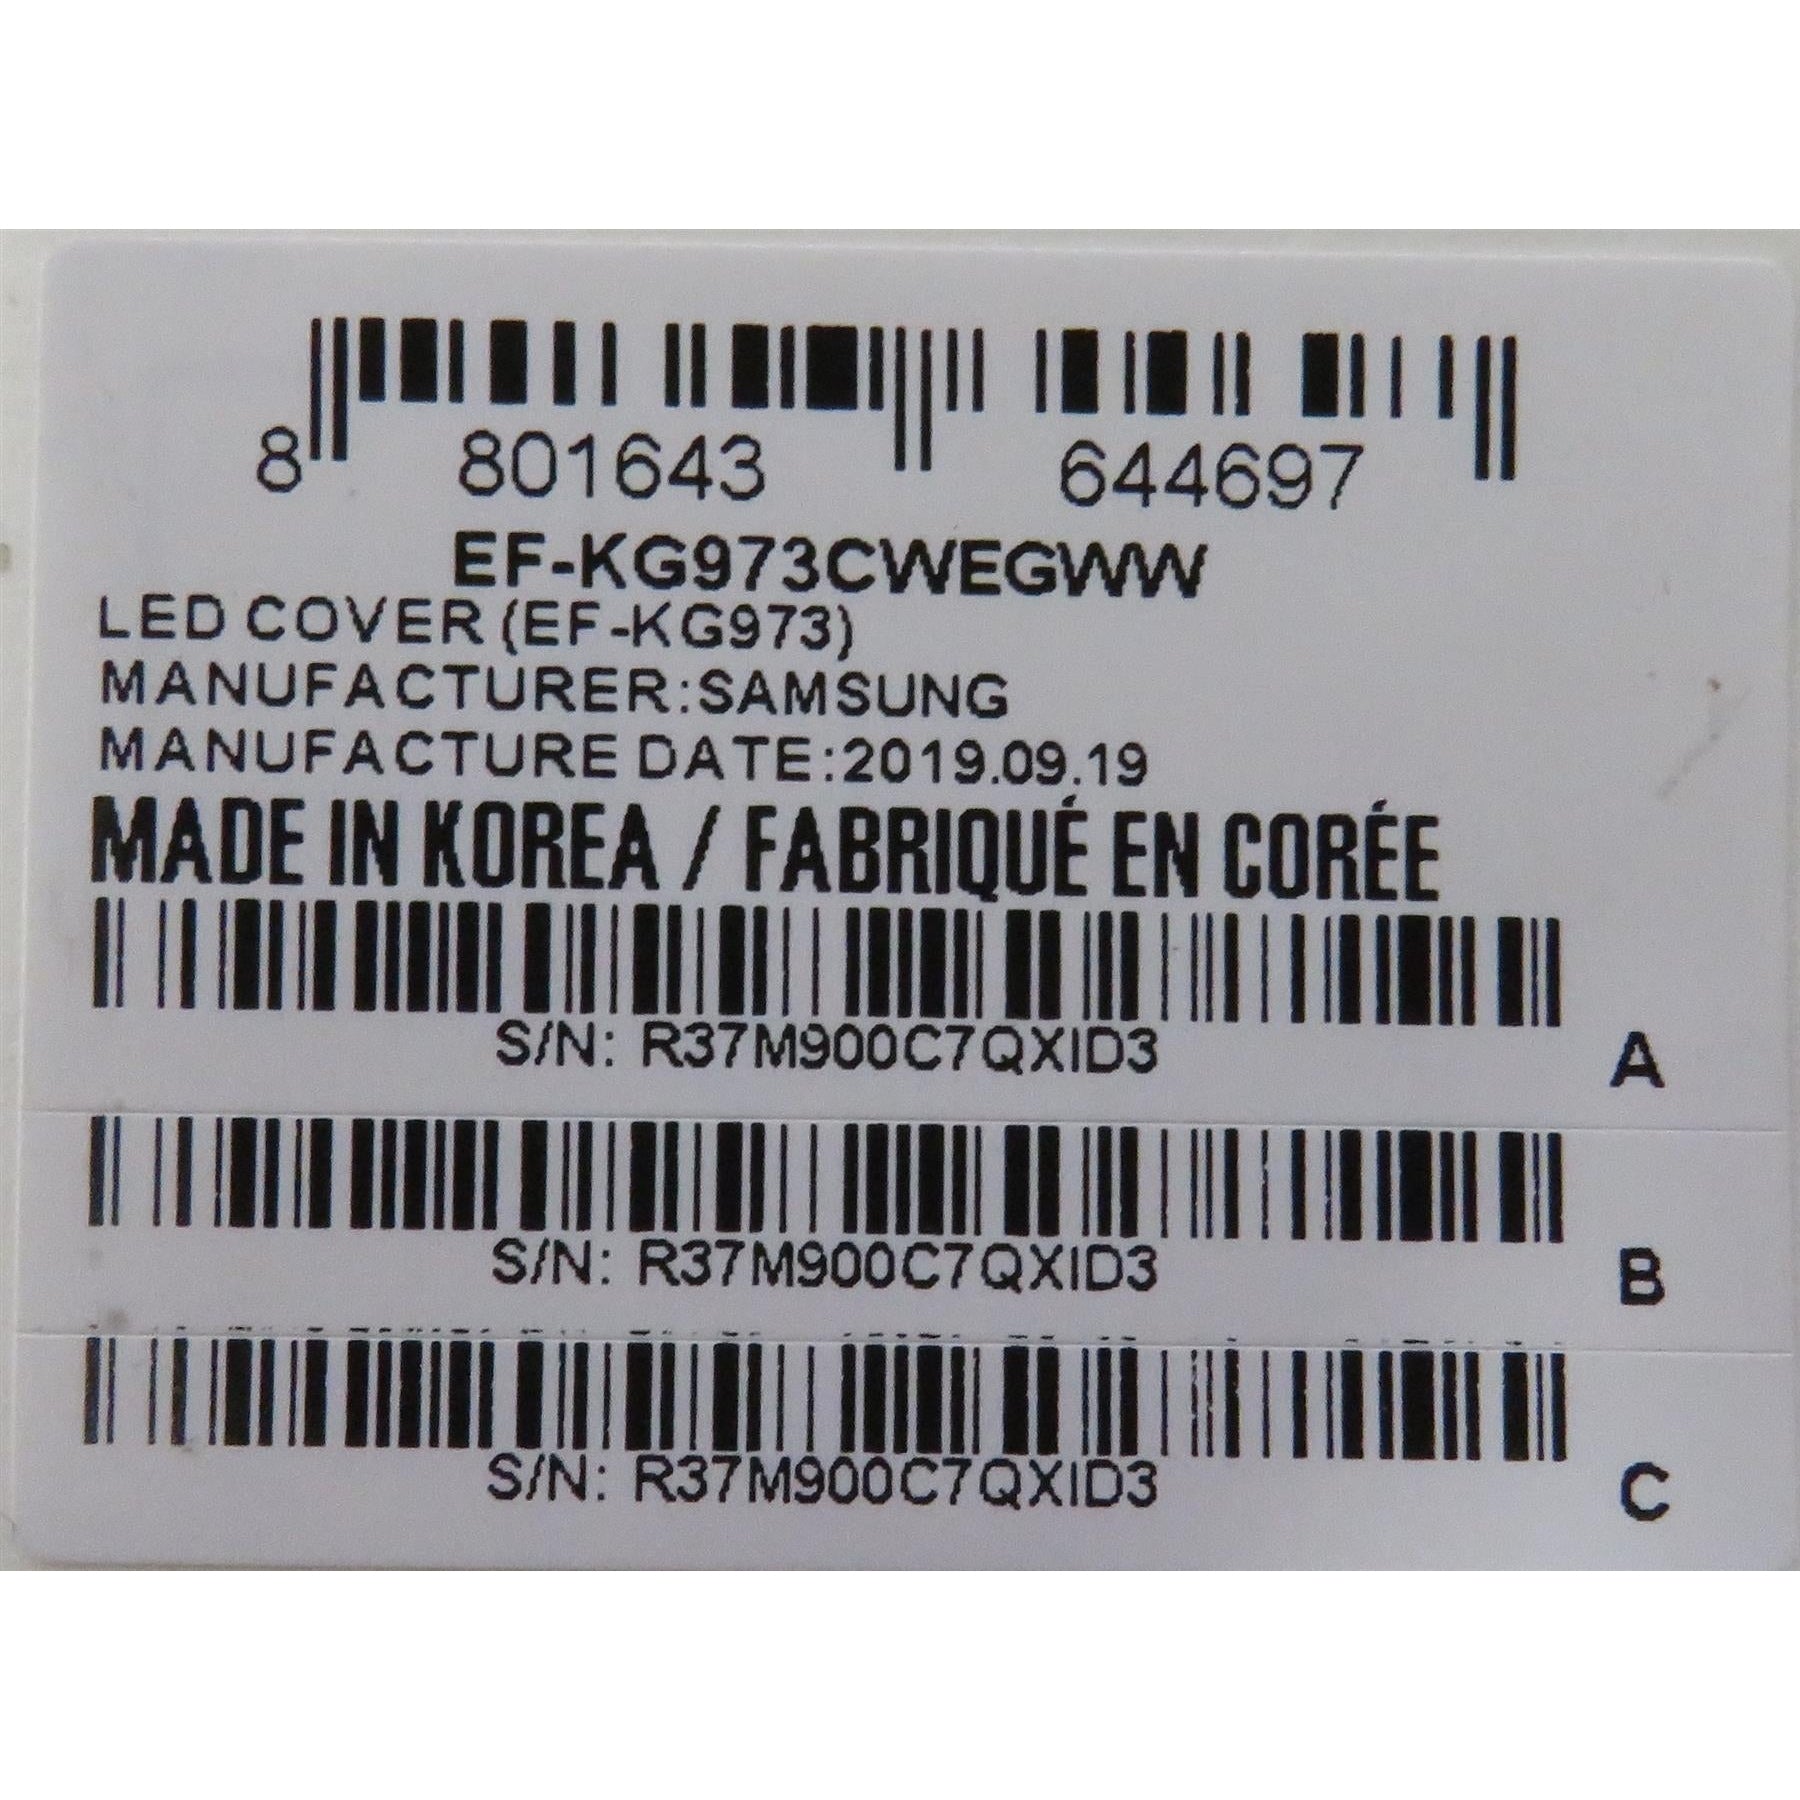 8 801643 644697
EF-KG973CWEGWW
LED COVER (EF-KG973)
MANUFACTURER:SAMSUNG
MANUFACTURE DATE:2019.09.19
MADE IN KOREA / FABRIQUÉ EN CORÉE
S/N: R37M900C7QXID3
A
S/N: R37M900C7QXID3
B
S/N: R37M900C7QXID3
C